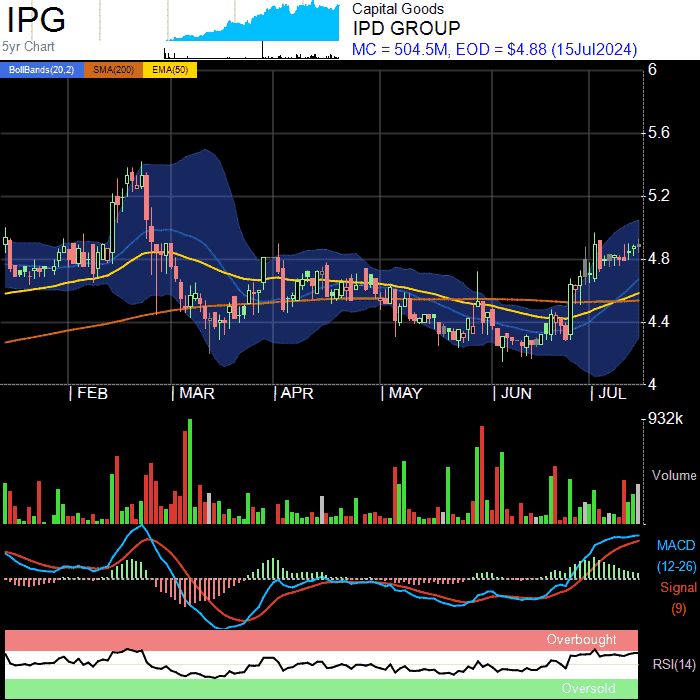 IPG
5yr Chart
Capital Goods
IPD GROUP
MC = 504.5M, EOD = $4.88 (15Jul2024)
BollBands(20,2) SMA(200) EMA(50)
6
5.6
5.2
4.8
4.4
4
FEB MAR APR MAY JUN JUL
932k
Volume
MACD
(12-26)
Signal
(9)
Overbought
RSI(14)
Oversold